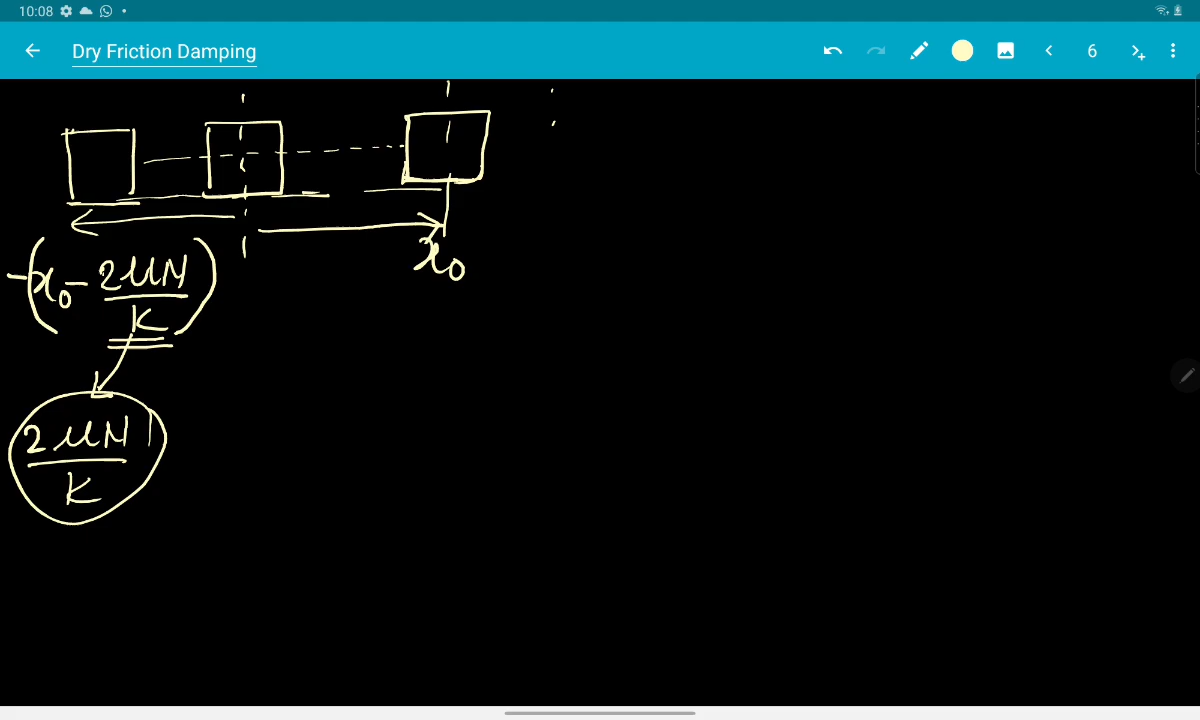 10:08
Dry Friction Damping
6
x₀
-(x₀ - 2μN/K)
2μN/K